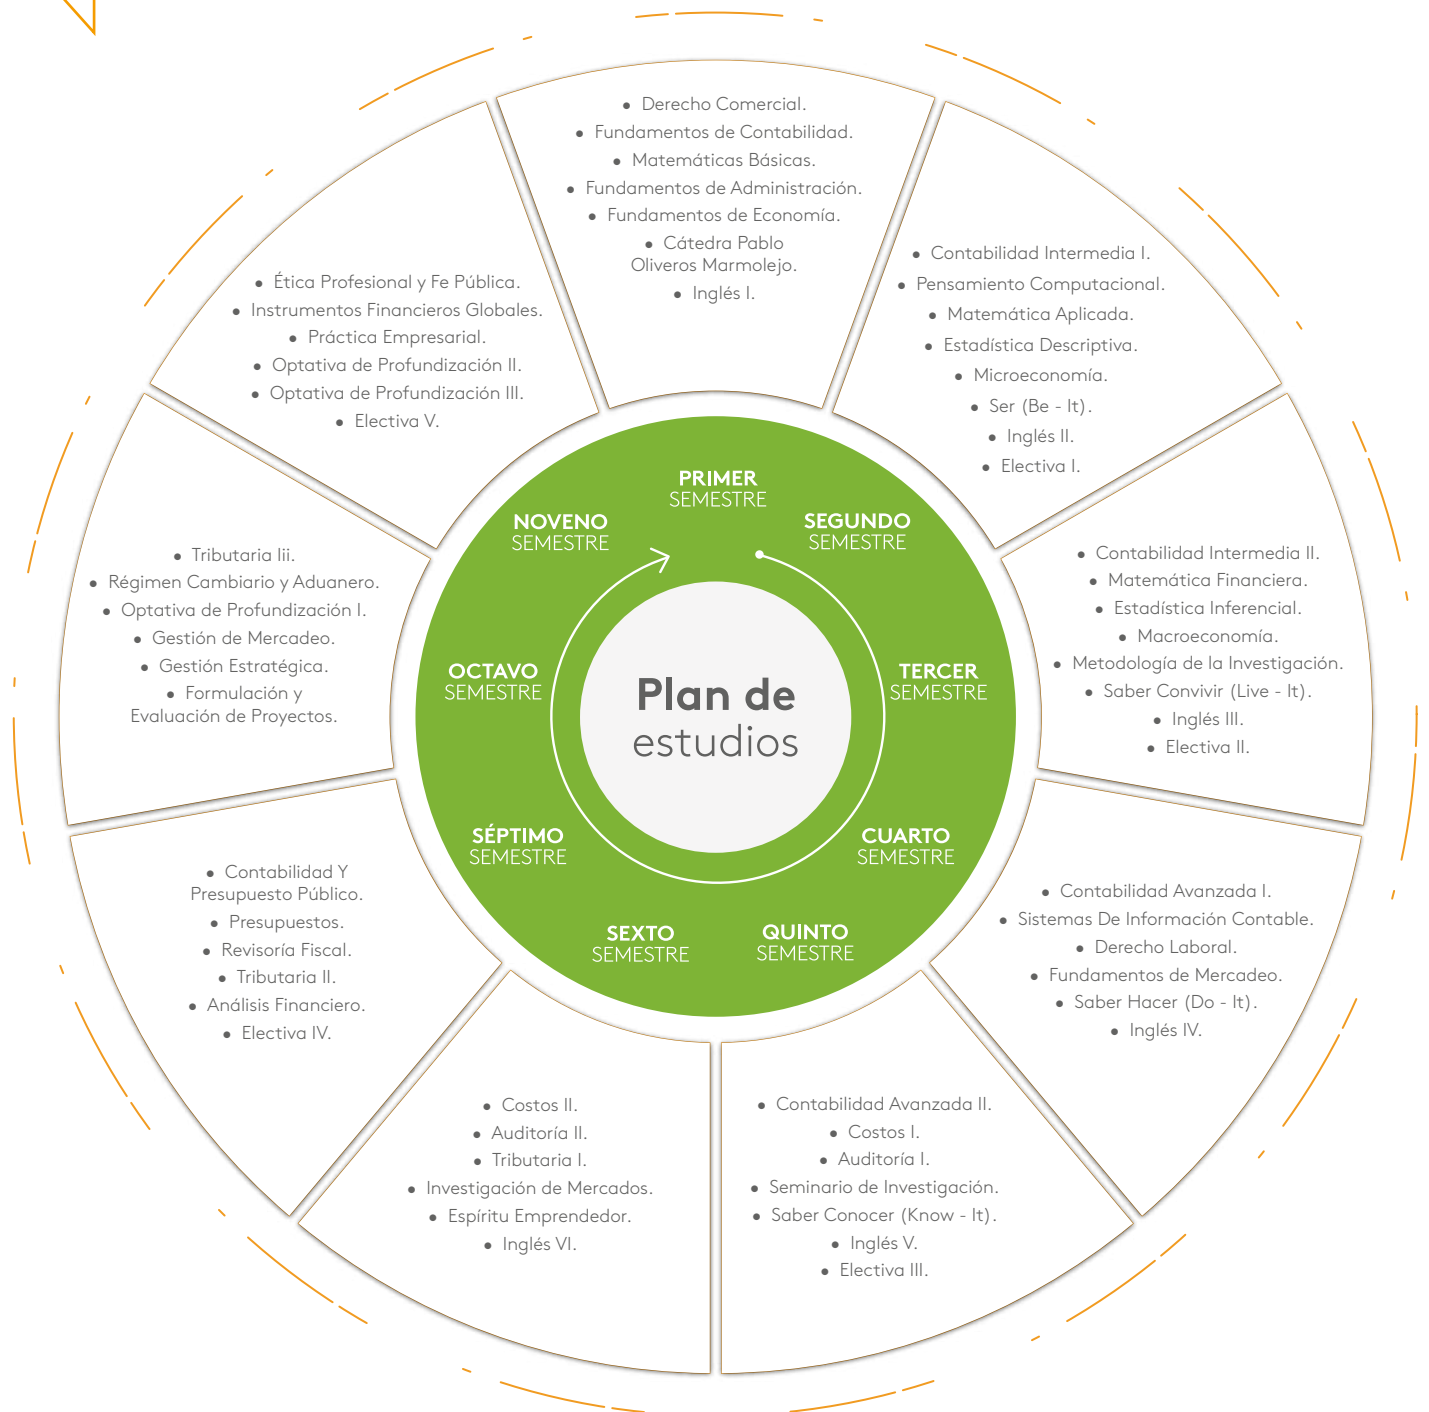 Plan de
estudios
PRIMER
SEMESTRE
• Derecho Comercial.
• Fundamentos de Contabilidad.
• Matemáticas Básicas.
• Fundamentos de Administración.
• Fundamentos de Economía.
• Cátedra Pablo
Oliveros Marmolejo.
• Inglés I.
SEGUNDO
SEMESTRE
• Contabilidad Intermedia I.
• Pensamiento Computacional.
• Matemática Aplicada.
• Estadística Descriptiva.
• Microeconomía.
• Ser (Be - It).
• Inglés II.
• Electiva I.
TERCER
SEMESTRE
• Contabilidad Intermedia II.
• Matemática Financiera.
• Estadística Inferencial.
• Macroeconomía.
• Metodología de la Investigación.
• Saber Convivir (Live - It).
• Inglés III.
• Electiva II.
CUARTO
SEMESTRE
• Contabilidad Avanzada I.
• Sistemas De Información Contable.
• Derecho Laboral.
• Fundamentos de Mercadeo.
• Saber Hacer (Do - It).
• Inglés IV.
QUINTO
SEMESTRE
• Contabilidad Avanzada II.
• Costos I.
• Auditoría I.
• Seminario de Investigación.
• Saber Conocer (Know - It).
• Inglés V.
• Electiva III.
SEXTO
SEMESTRE
• Costos II.
• Auditoría II.
• Tributaria I.
• Investigación de Mercados.
• Espíritu Emprendedor.
• Inglés VI.
SÉPTIMO
SEMESTRE
• Contabilidad Y
Presupuesto Público.
• Presupuestos.
• Revisoría Fiscal.
• Tributaria II.
• Análisis Financiero.
• Electiva IV.
OCTAVO
SEMESTRE
• Tributaria Iii.
• Régimen Cambiario y Aduanero.
• Optativa de Profundización I.
• Gestión de Mercadeo.
• Gestión Estratégica.
• Formulación y
Evaluación de Proyectos.
NOVENO
SEMESTRE
• Ética Profesional y Fe Pública.
• Instrumentos Financieros Globales.
• Práctica Empresarial.
• Optativa de Profundización II.
• Optativa de Profundización III.
• Electiva V.